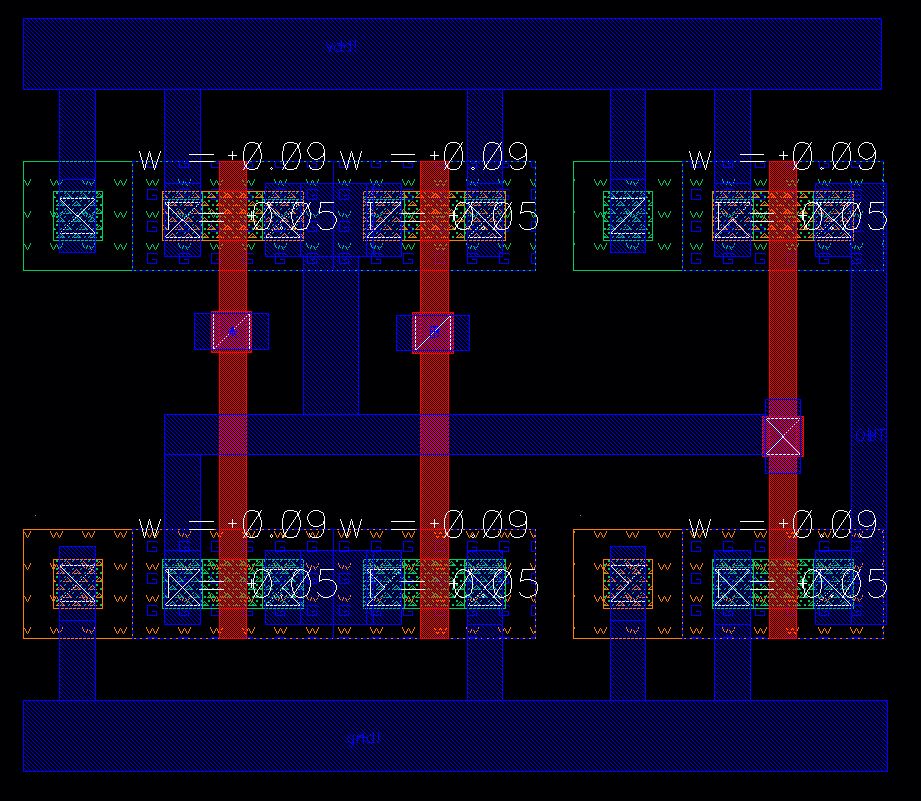 vdd!
w = +0.09 w = +0.09 w = +0.09
= +0.05 = +0.05 = +0.05
A B
OUT
w = +0.09 w = +0.09 w = +0.09
= +0.05 = +0.05 = +0.05
gnd!